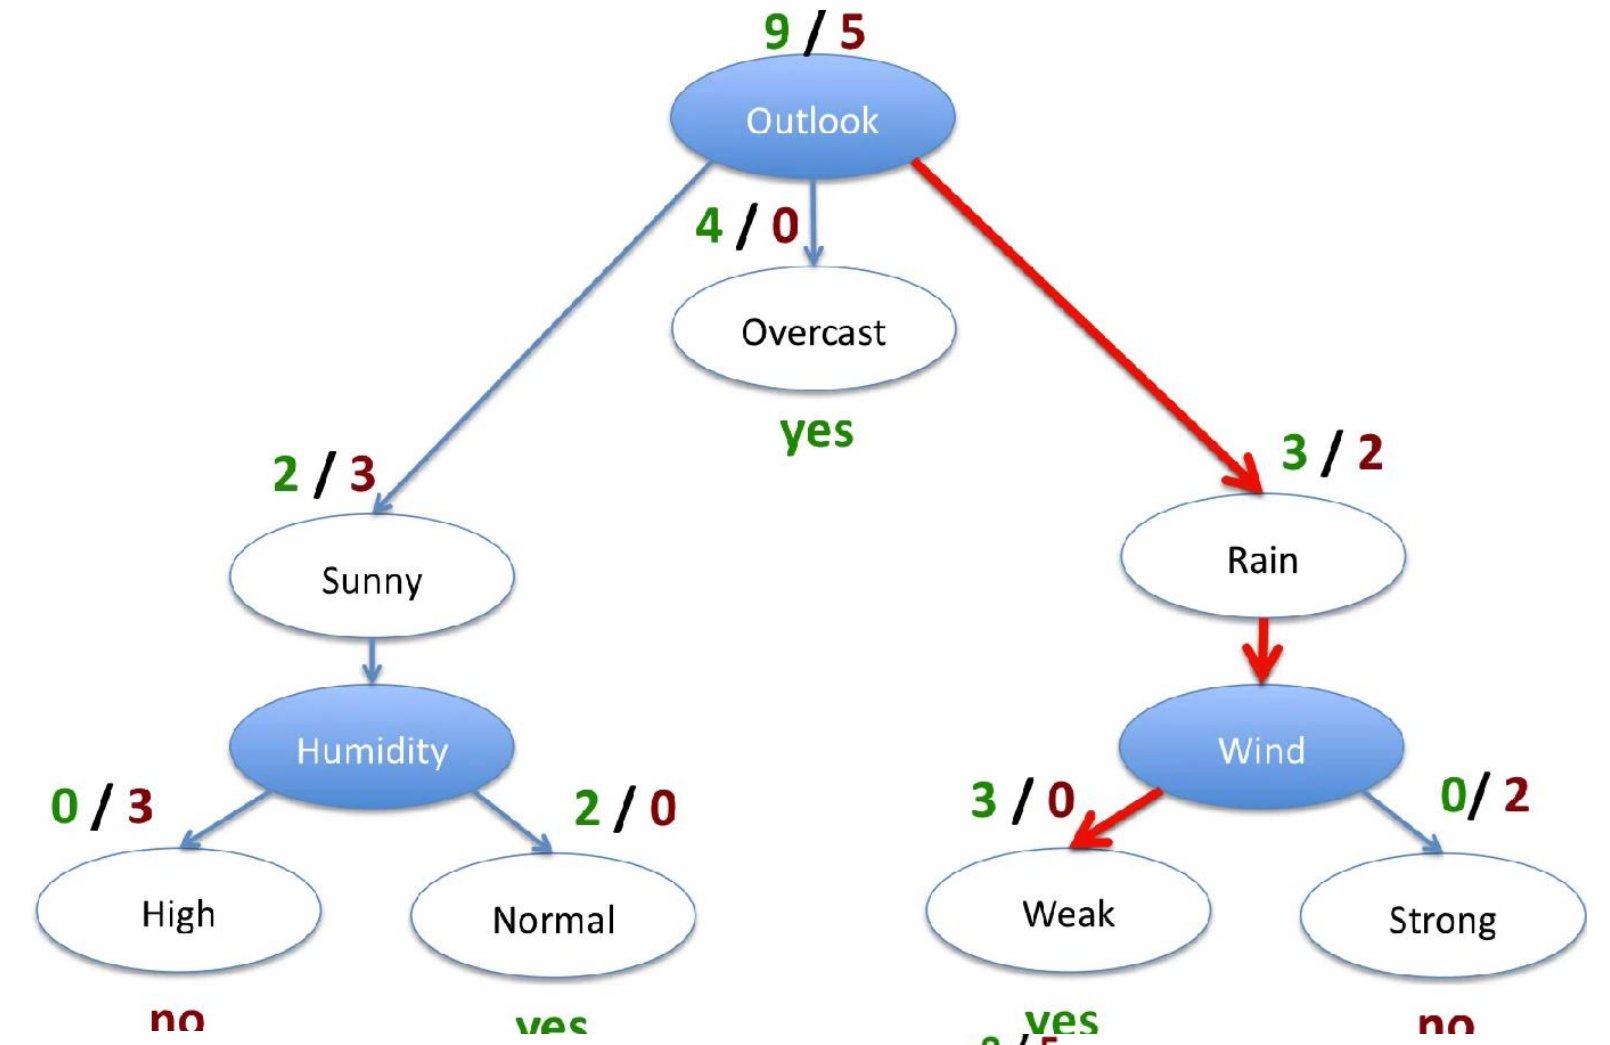 9 / 5
Outlook
4 / 0
Overcast
yes
2 / 3
3 / 2
Sunny
Rain
Humidity
Wind
0 / 3
2 / 0
3 / 0
0/ 2
High
Normal
Weak
Strong
no
yes
yes
no